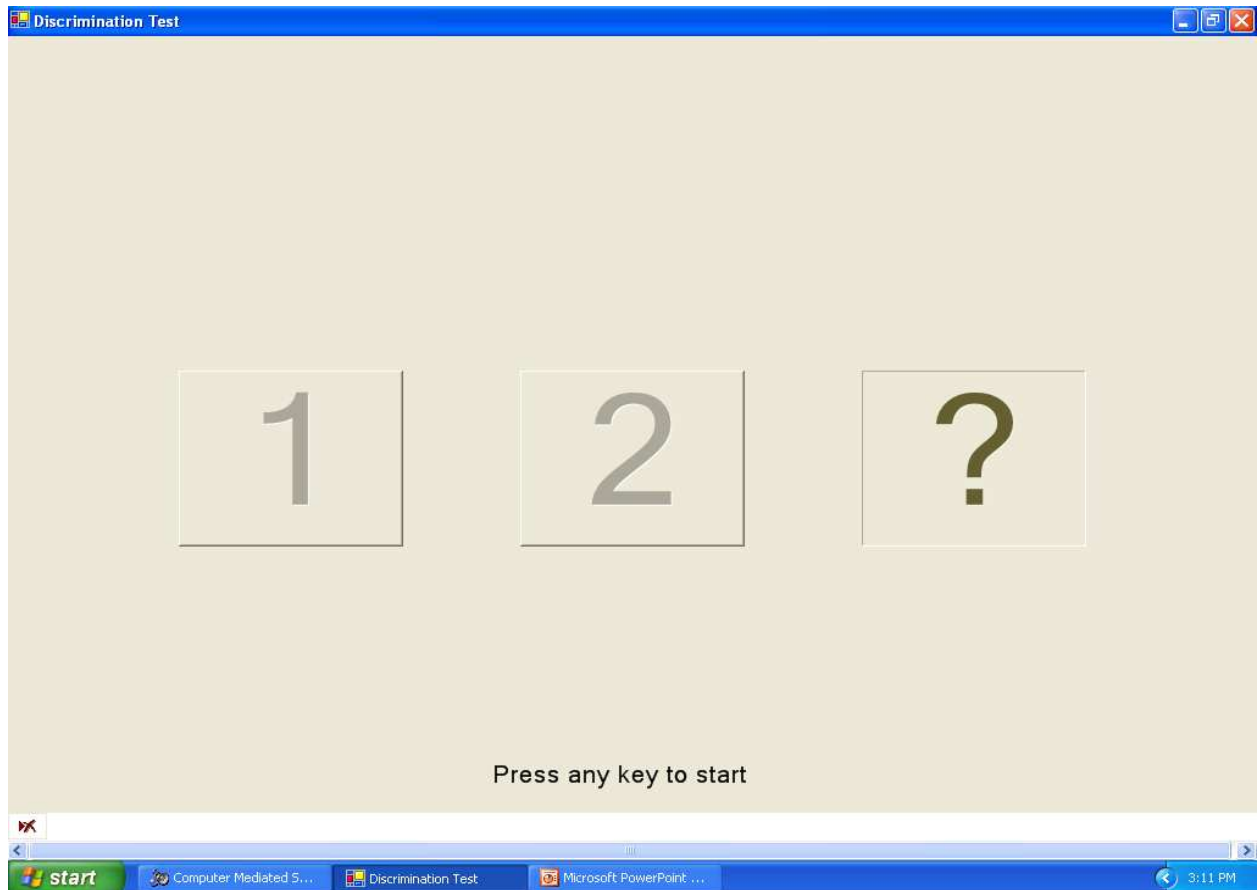 Discrimination Test
1 2 ?
Press any key to start
start Computer Mediated S... Discrimination Test Microsoft PowerPoint ... 3:11 PM